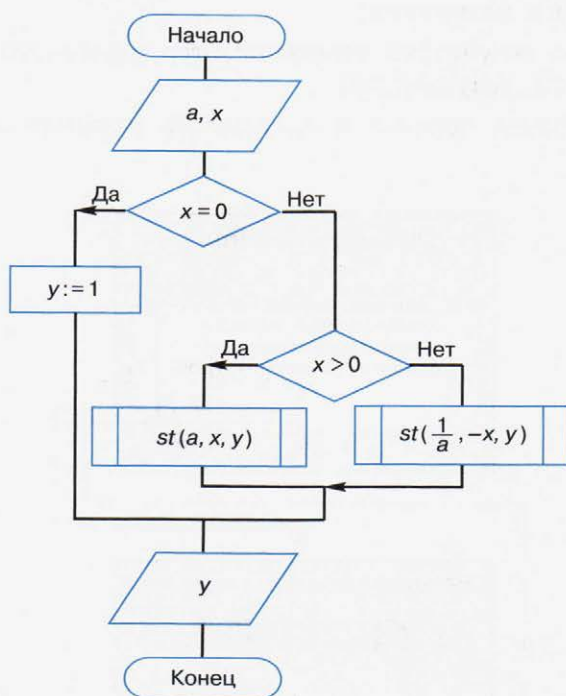 Начало
a, x
Да
x = 0
Нет
y := 1
Да
x > 0
Нет
st(a, x, y)
st(1/a, –x, y)
y
Конец